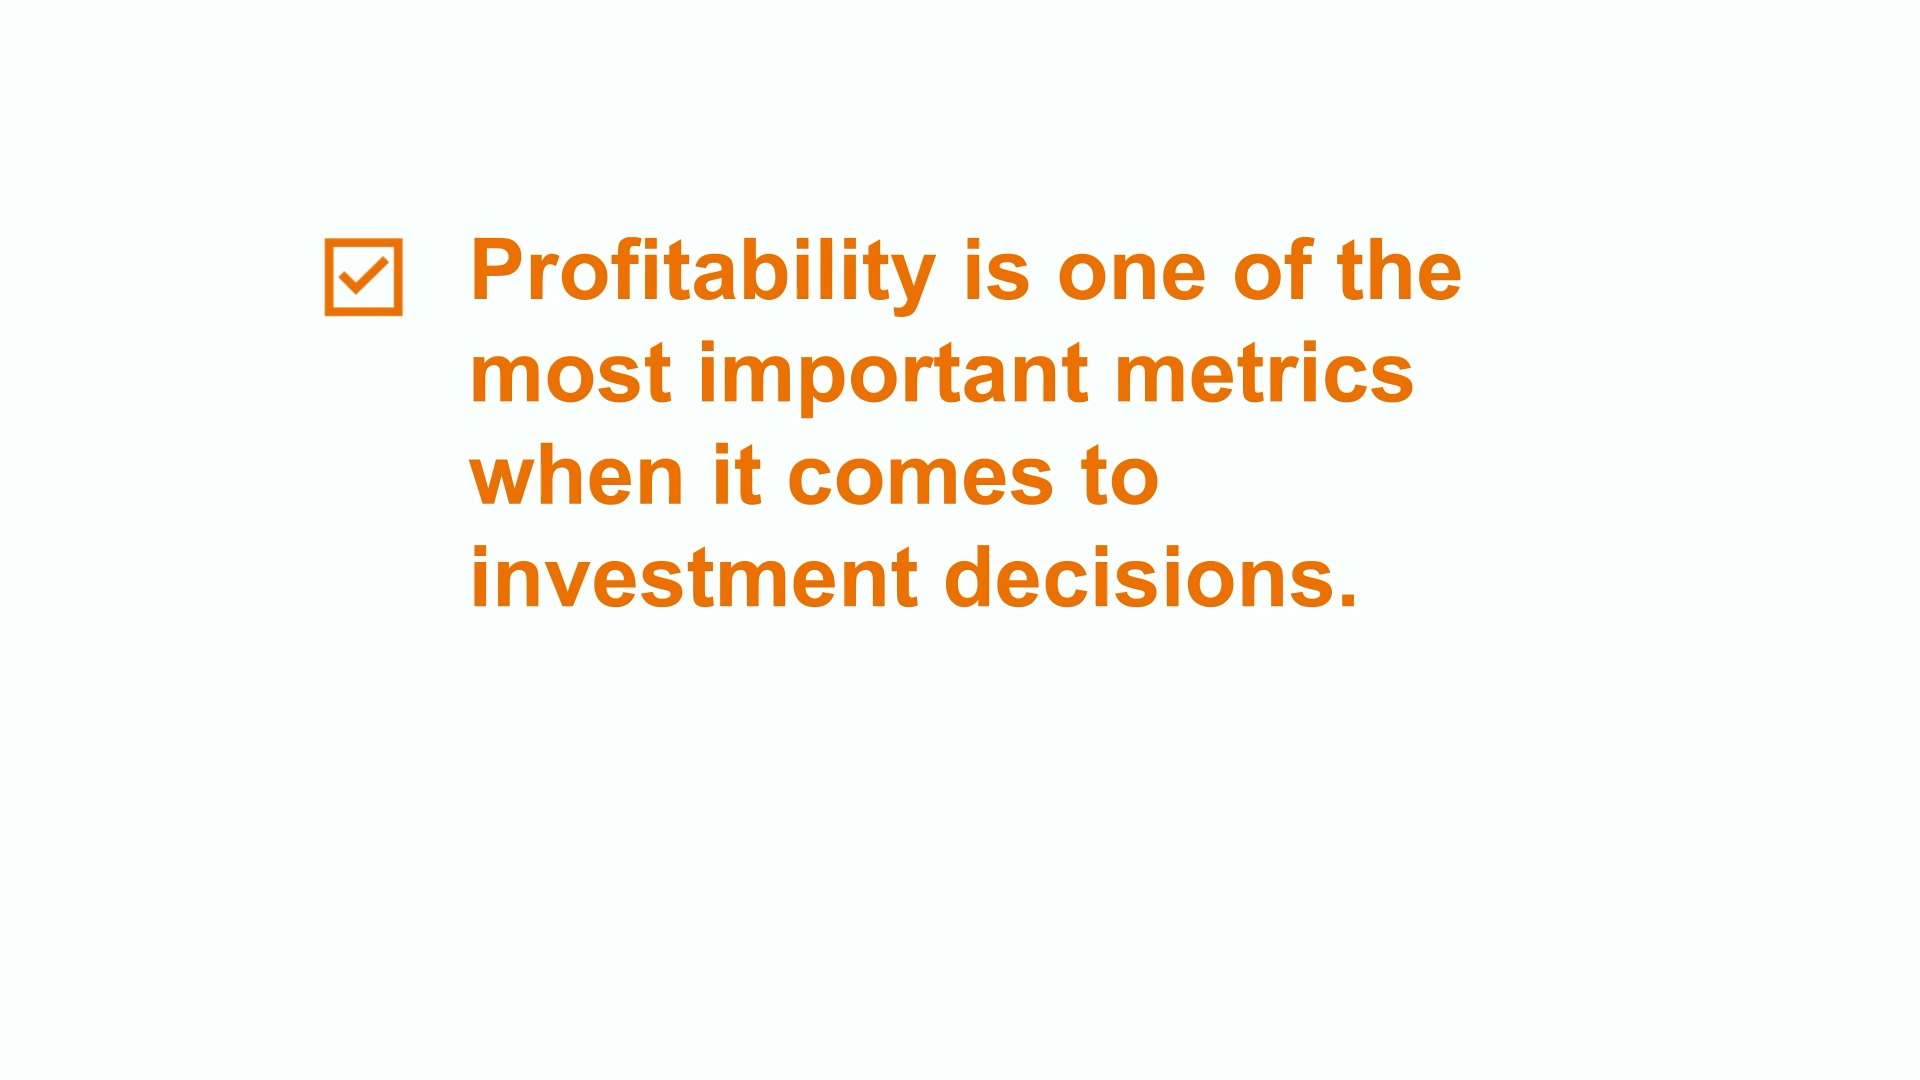 Profitability is one of the
most important metrics
when it comes to
investment decisions.